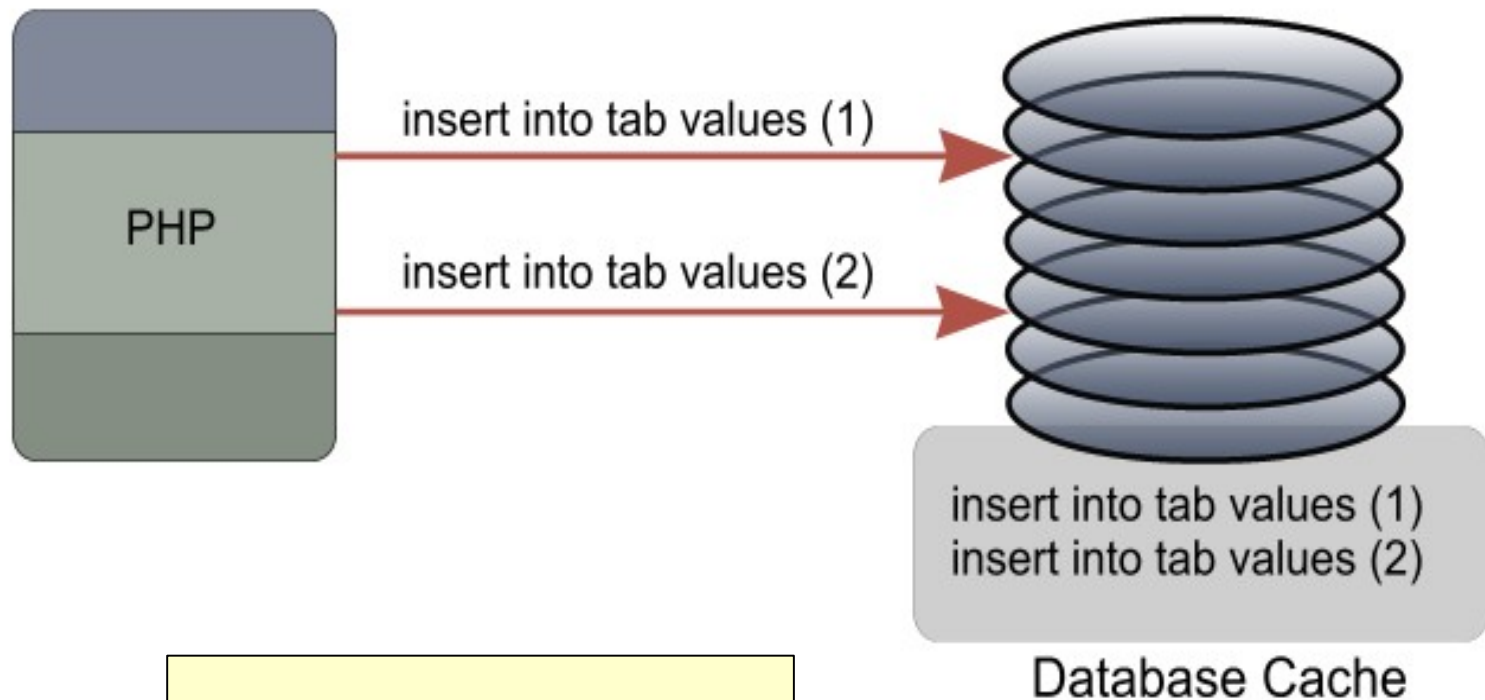 insert into tab values (1)
PHP
insert into tab values (2)
insert into tab values (1)
insert into tab values (2)
Database Cache